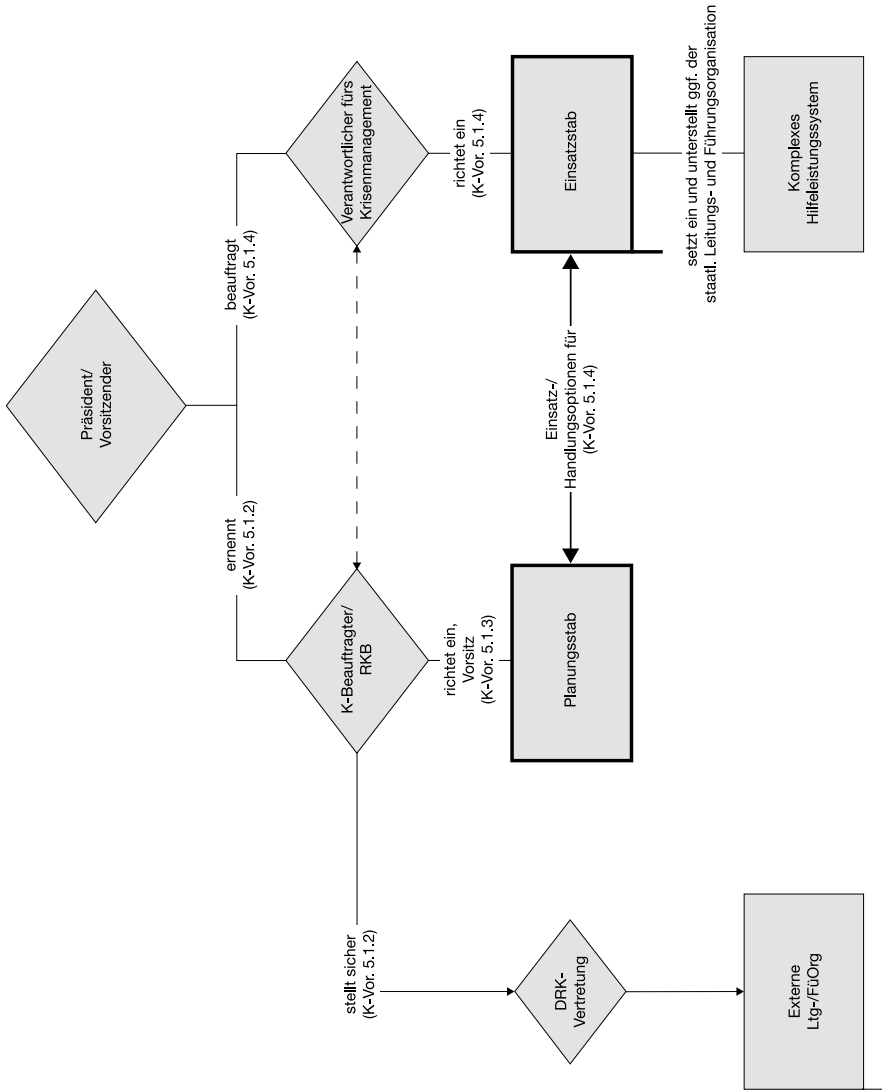 Präsident/
Vorsitzender
ernennt
(K-Vor. 5.1.2)
beauftragt
(K-Vor. 5.1.4)
K-Beauftragter/
RKB
Verantwortlicher fürs
Krisenmanagement
stellt sicher
(K-Vor. 5.1.2)
richtet ein,
Vorsitz
(K-Vor. 5.1.3)
richtet ein
(K-Vor. 5.1.4)
DRK-
Vertretung
Planungsstab
Einsatz-/
Handlungsoptionen für
(K-Vor. 5.1.4)
Einsatzstab
setzt ein und unterstellt ggf. der
staatl. Leitungs- und Führungsorganisation
Externe
Ltg-/FüOrg
Komplexes
Hilfeleistungssystem